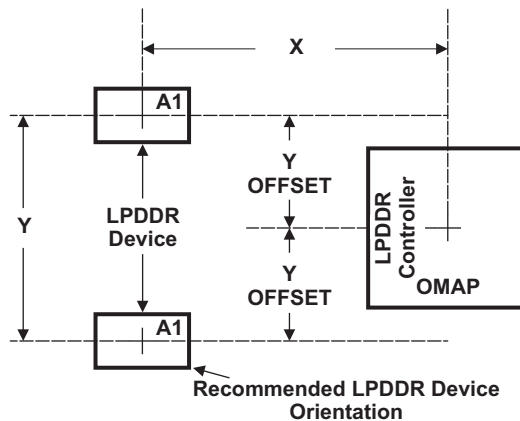 X
A1
Y
OFFSET
LPDDR
Device
Y
LPDDR
Controller
OMAP
Y
OFFSET
A1
Recommended LPDDR Device
Orientation